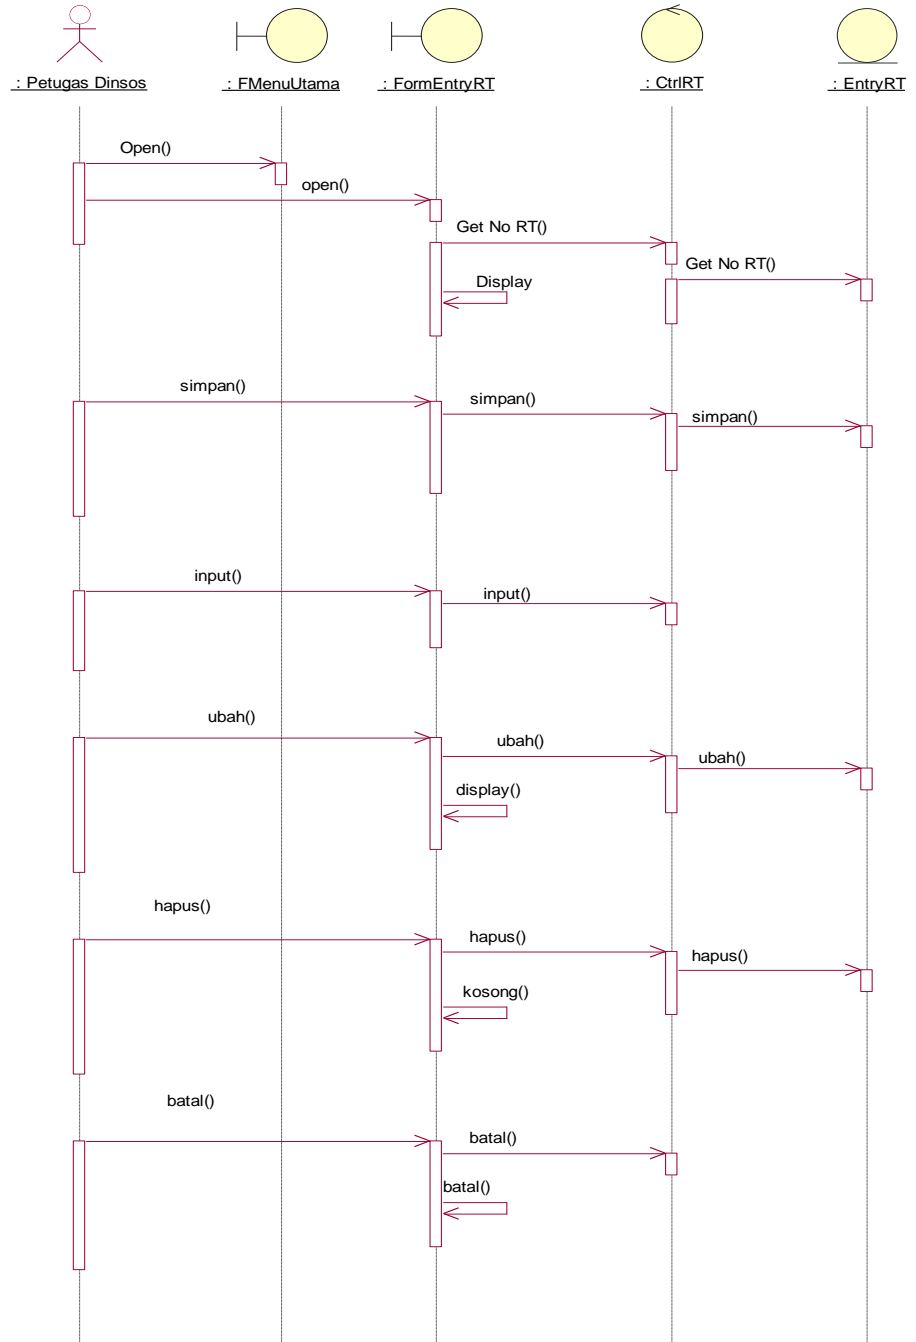 : Petugas Dinsos
: FMenuUtama
: FormEntryRT
: CtrlRT
: EntryRT
Open()
open()
Get No RT()
Get No RT()
Display
simpan()
simpan()
simpan()
input()
input()
ubah()
ubah()
ubah()
display()
hapus()
hapus()
hapus()
kosong()
batal()
batal()
batal()